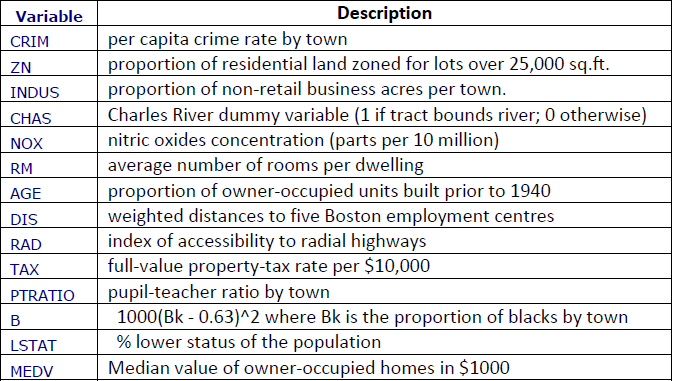 Variable Description
CRIM per capita crime rate by town
ZN proportion of residential land zoned for lots over 25,000 sq.ft.
INDUS proportion of non-retail business acres per town.
CHAS Charles River dummy variable (1 if tract bounds river; 0 otherwise)
NOX nitric oxides concentration (parts per 10 million)
RM average number of rooms per dwelling
AGE proportion of owner-occupied units built prior to 1940
DIS weighted distances to five Boston employment centres
RAD index of accessibility to radial highways
TAX full-value property-tax rate per $10,000
PTRATIO pupil-teacher ratio by town
B 1000(Bk - 0.63)^2 where Bk is the proportion of blacks by town
LSTAT % lower status of the population
MEDV Median value of owner-occupied homes in $1000